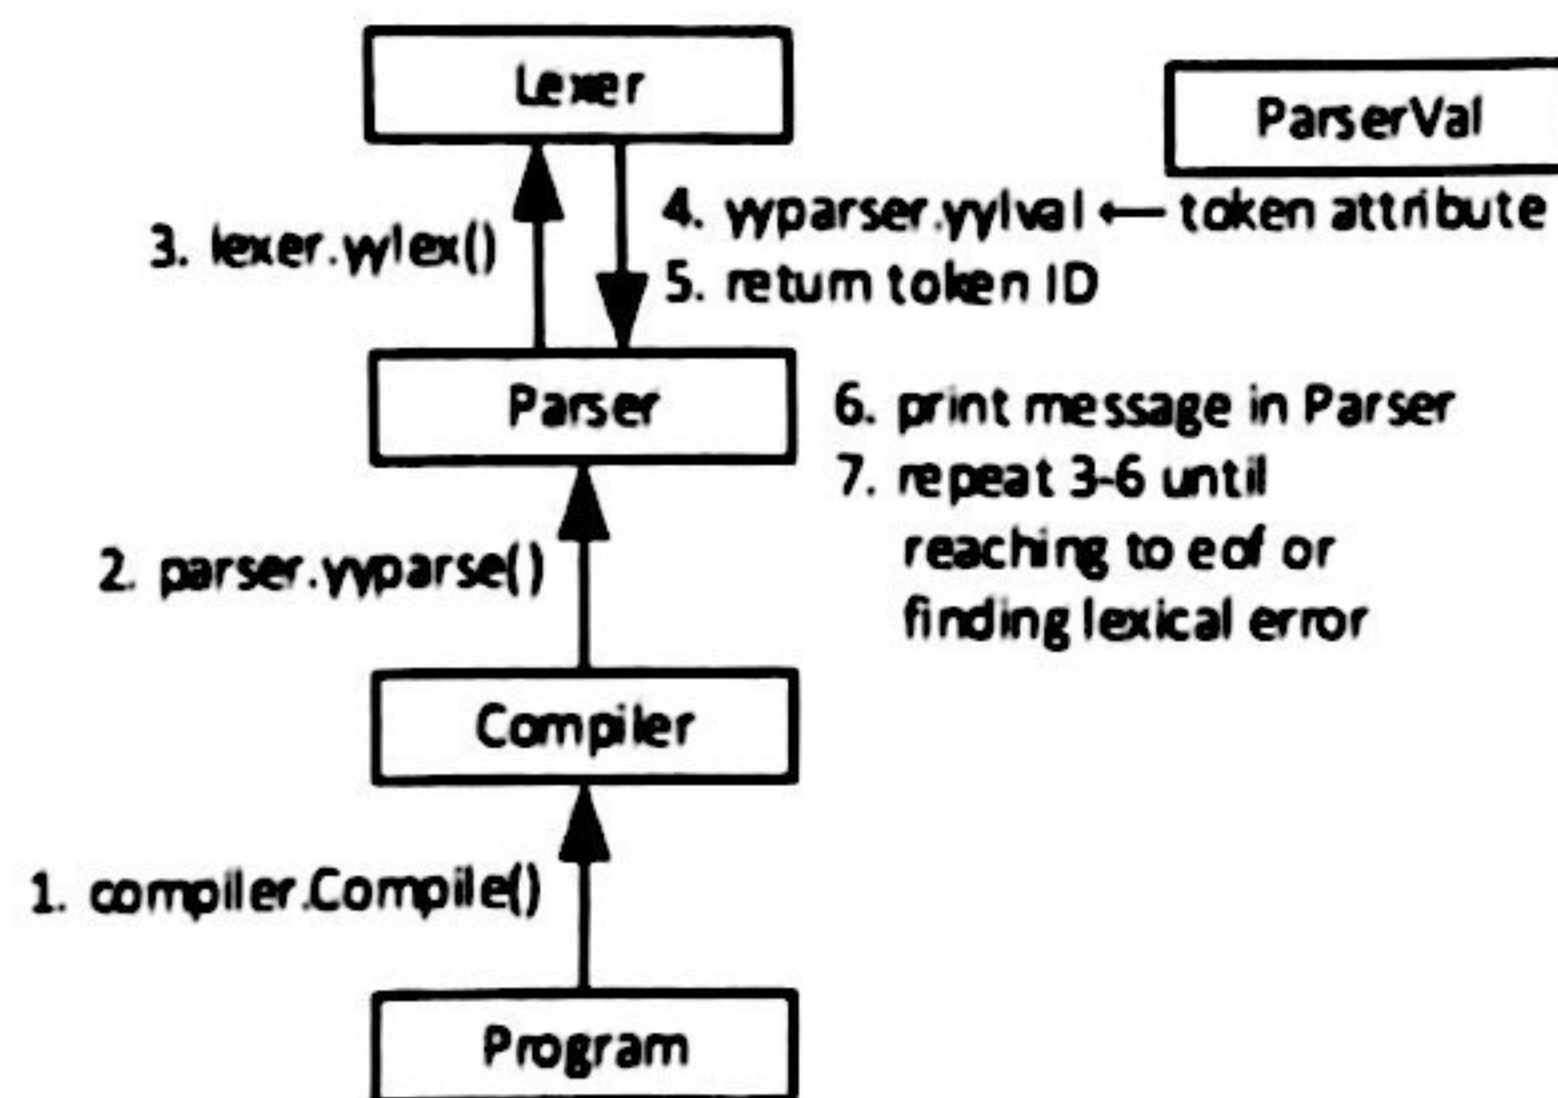 Lexer
ParserVal
3. lexer.yylex()
4. yyparser.yylval ← token attribute
5. return token ID
Parser
6. print message in Parser
7. repeat 3-6 until
reaching to eof or
finding lexical error
2. parser.yyparse()
Compiler
1. compiler.Compile()
Program